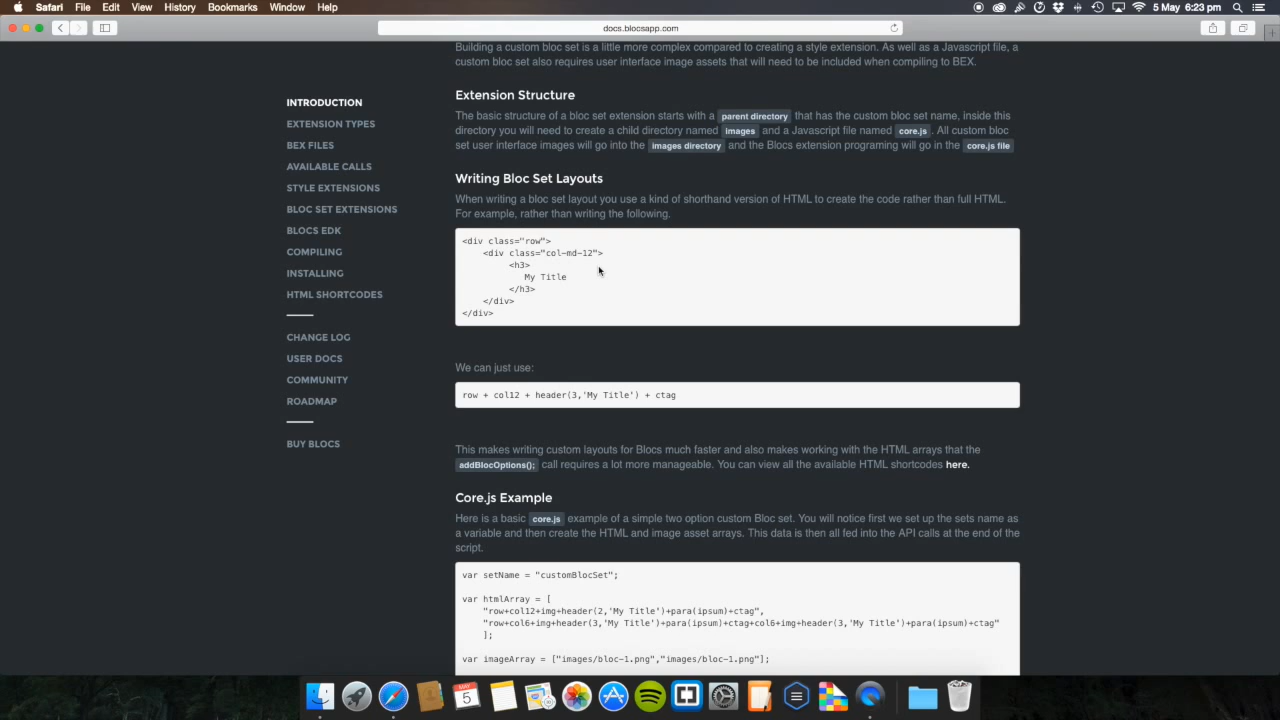 Safari File Edit View History Bookmarks Window Help 5 May 6:23 pm
docs.blocsapp.com
Building a custom bloc set is a little more complex compared to creating a style extension. As well as a Javascript file, a
custom bloc set also requires user interface image assets that will need to be included when compiling to BEX.
Extension Structure
The basic structure of a bloc set extension starts with a parent directory that has the custom bloc set name, inside this
directory you will need to create a child directory named images and a Javascript file named core.js. All custom bloc
set user interface images will go into the images directory and the Blocs extension programing will go in the core.js file
Writing Bloc Set Layouts
When writing a bloc set layout you use a kind of shorthand version of HTML to create the code rather than full HTML.
For example, rather than writing the following.
<div class="row">
<div class="col-md-12">
<h3>
My Title
</h3>
</div>
</div>
We can just use:
row + col12 + header(3,'My Title') + ctag
This makes writing custom layouts for Blocs much faster and also makes working with the HTML arrays that the
addBlocOptions(); call requires a lot more manageable. You can view all the available HTML shortcodes here.
Core.js Example
Here is a basic core.js example of a simple two option custom Bloc set. You will notice first we set up the sets name as
a variable and then create the HTML and image asset arrays. This data is then all fed into the API calls at the end of the
script.
var setName = "customBlocSet";
var htmlArray = [
"row+col12+img+header(2,'My Title')+para(ipsum)+ctag",
"row+col6+img+header(3,'My Title')+para(ipsum)+ctag+col6+img+header(3,'My Title')+para(ipsum)+ctag"
];
var imageArray = ["images/bloc-1.png","images/bloc-1.png"];
INTRODUCTION
EXTENSION TYPES
BEX FILES
AVAILABLE CALLS
STYLE EXTENSIONS
BLOC SET EXTENSIONS
BLOCS EDK
COMPILING
INSTALLING
HTML SHORTCODES
CHANGE LOG
USER DOCS
COMMUNITY
ROADMAP
BUY BLOCS
MAY
5